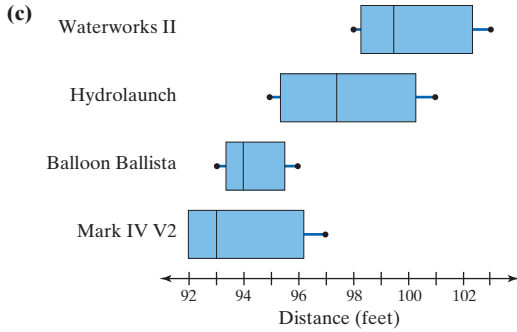 (c)
Waterworks II
Hydrolaunch
Balloon Ballista
Mark IV V2
92 94 96 98 100 102
Distance (feet)